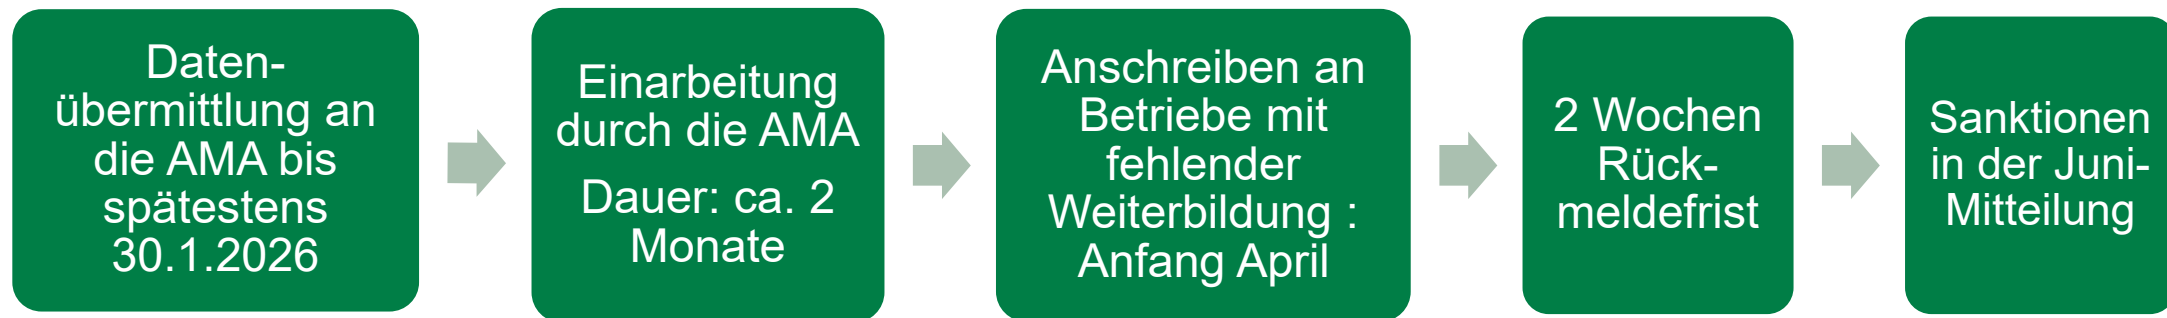 Daten-
übermittlung an
die AMA bis
spätestens
30.1.2026
Einarbeitung
durch die AMA
Dauer: ca. 2
Monate
Anschreiben an
Betriebe mit
fehlender
Weiterbildung :
Anfang April
2 Wochen
Rück-
meldefrist
Sanktionen
in der Juni-
Mitteilung